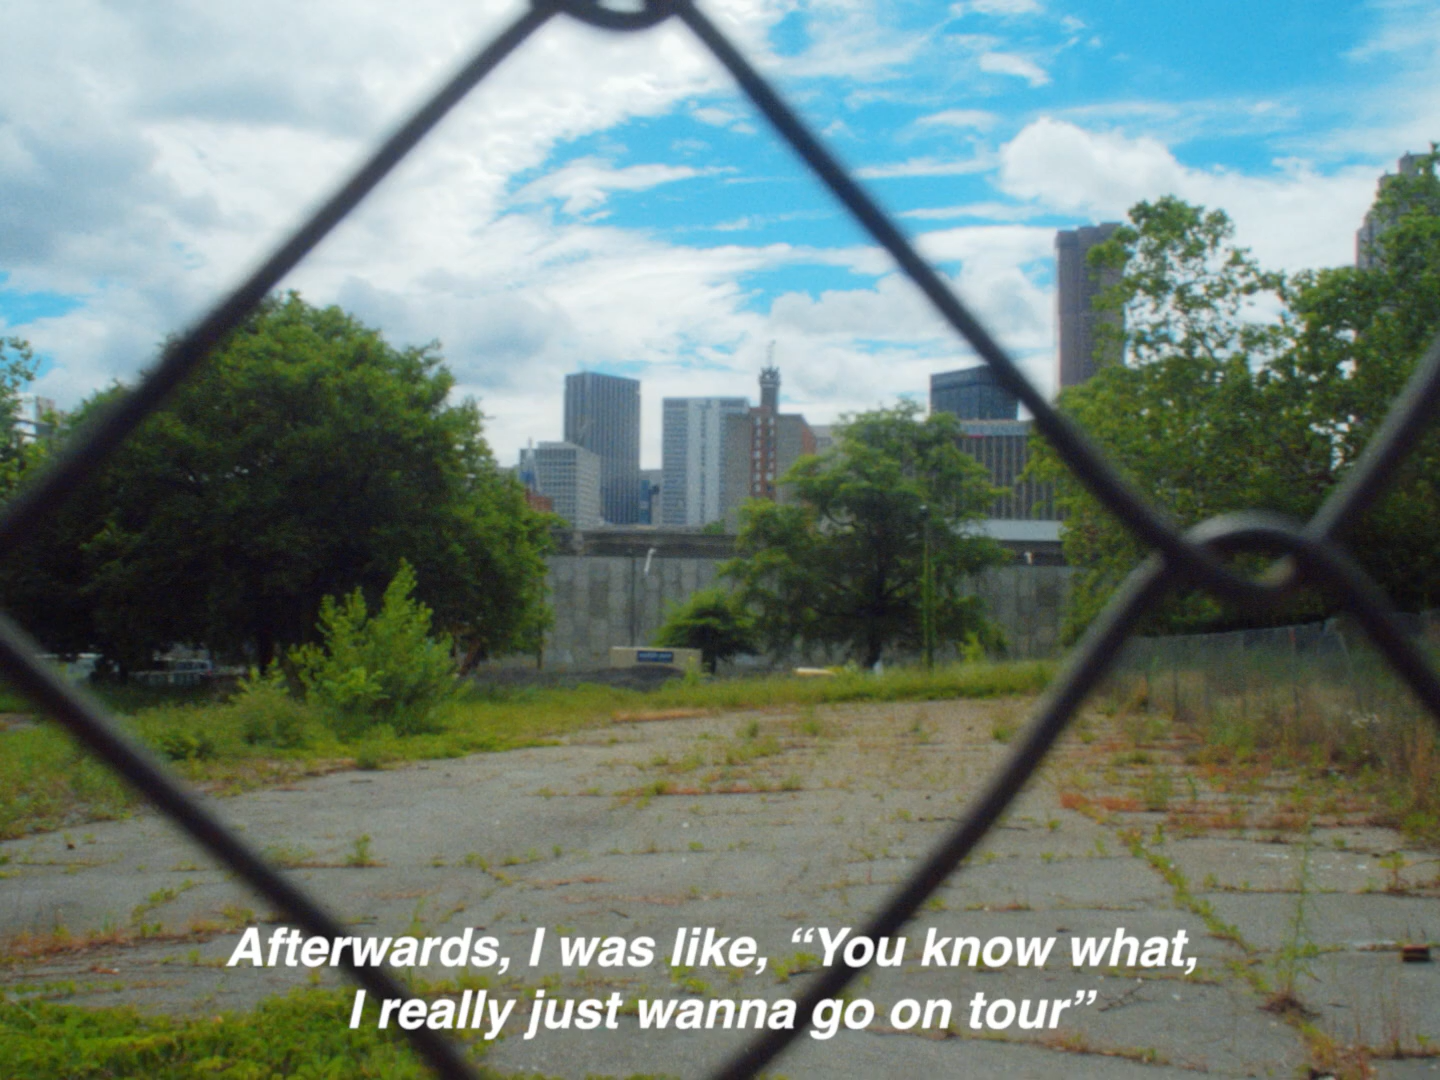 Afterwards, I was like, “You know what,
I really just wanna go on tour”